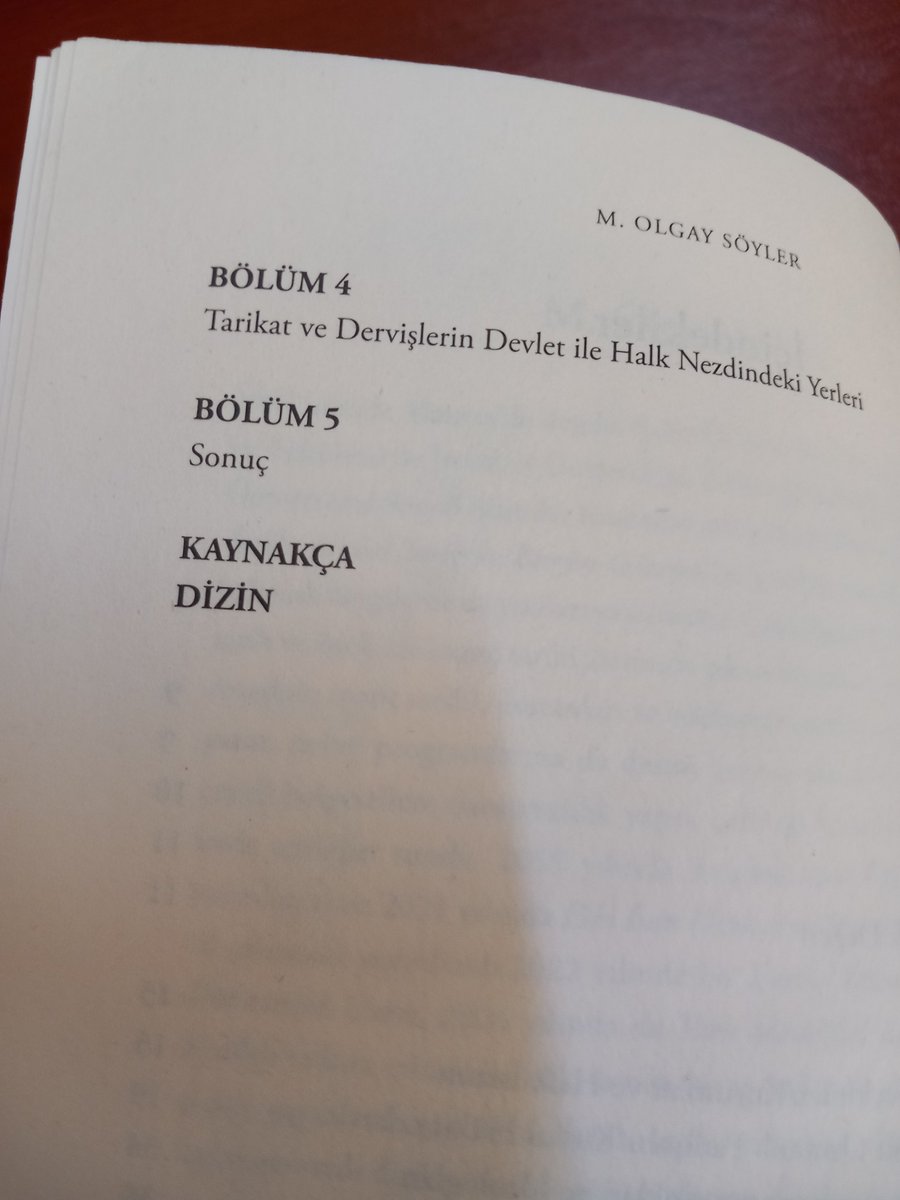 M. OLGAY SÖYLER
BÖLÜM 4
Tarikat ve Dervişlerin Devlet ile Halk Nezdindeki Yerleri
BÖLÜM 5
Sonuç
KAYNAKÇA
DİZİN